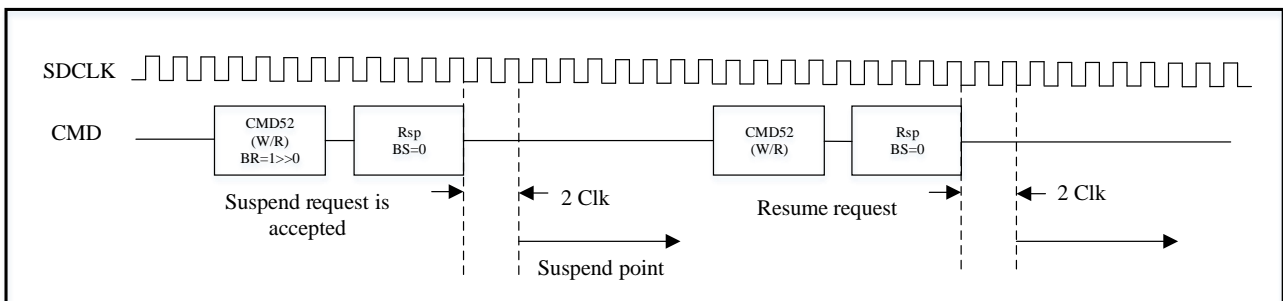 SDCLK
CMD
CMD52
(W/R)
BR=1>>0
Rsp
BS=0
CMD52
(W/R)
Rsp
BS=0
Suspend request is
accepted
2 Clk
Resume request
2 Clk
Suspend point